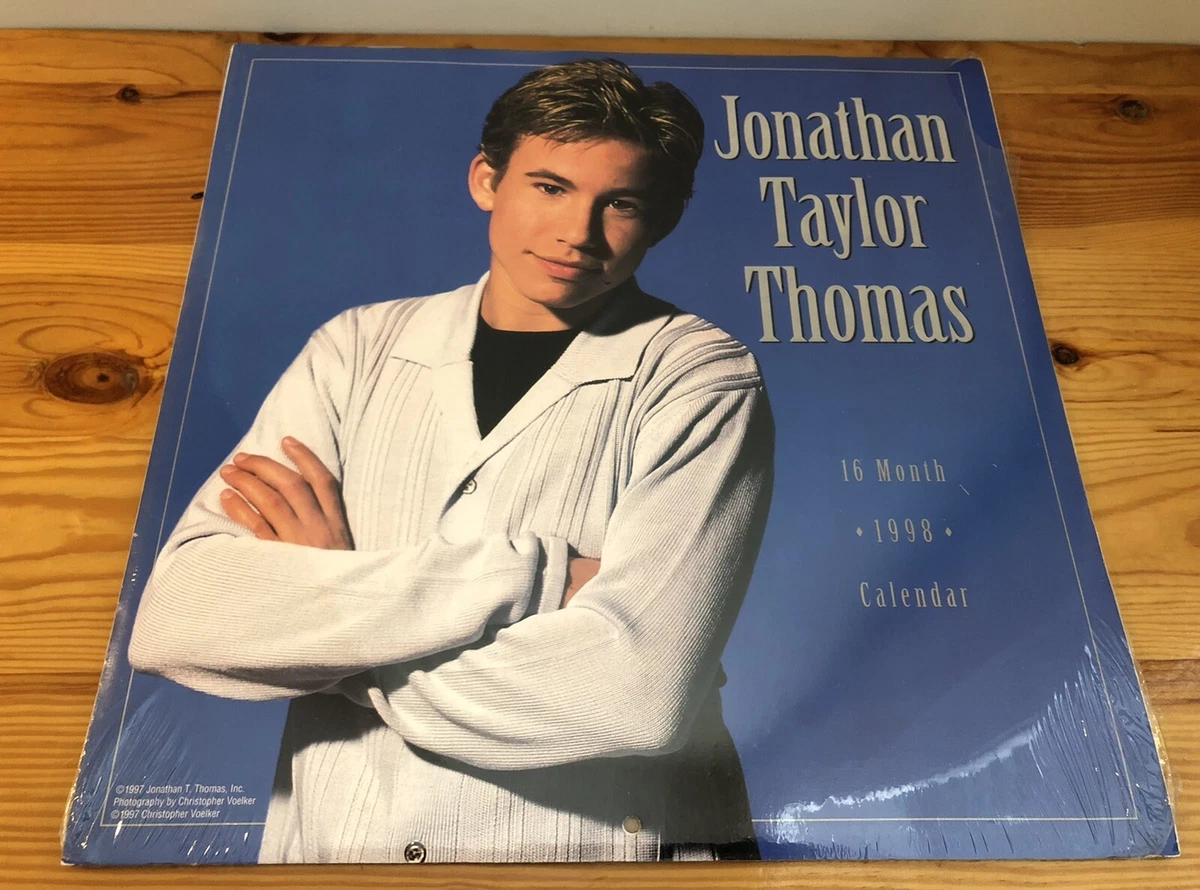 Jonathan
Taylor
Thomas
16 Month
♦ 1998 ♦
Calendar
©1997 Jonathan T. Thomas, Inc.
Photography by Christopher Voelker
©1997 Christopher Voelker